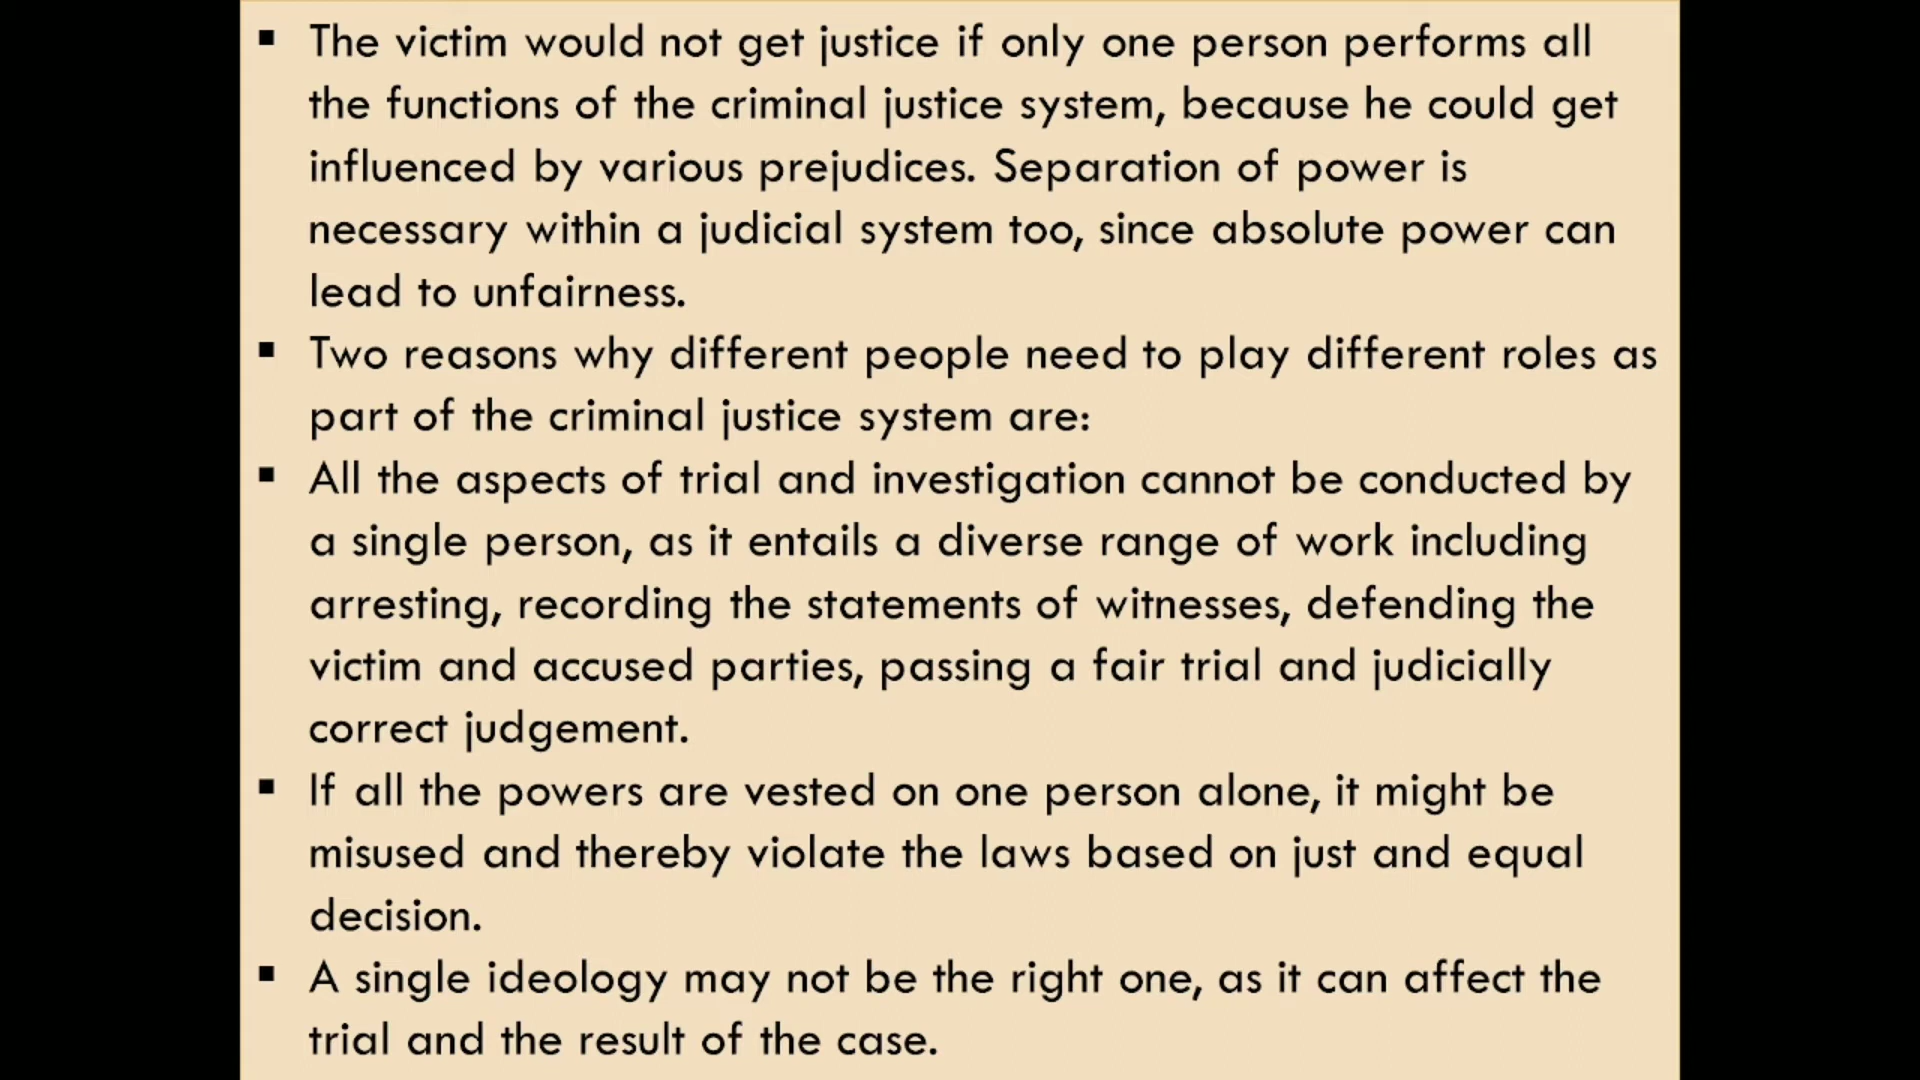 ▪ The victim would not get justice if only one person performs all
the functions of the criminal justice system, because he could get
influenced by various prejudices. Separation of power is
necessary within a judicial system too, since absolute power can
lead to unfairness.
▪ Two reasons why different people need to play different roles as
part of the criminal justice system are:
▪ All the aspects of trial and investigation cannot be conducted by
a single person, as it entails a diverse range of work including
arresting, recording the statements of witnesses, defending the
victim and accused parties, passing a fair trial and judicially
correct judgement.
▪ If all the powers are vested on one person alone, it might be
misused and thereby violate the laws based on just and equal
decision.
▪ A single ideology may not be the right one, as it can affect the
trial and the result of the case.